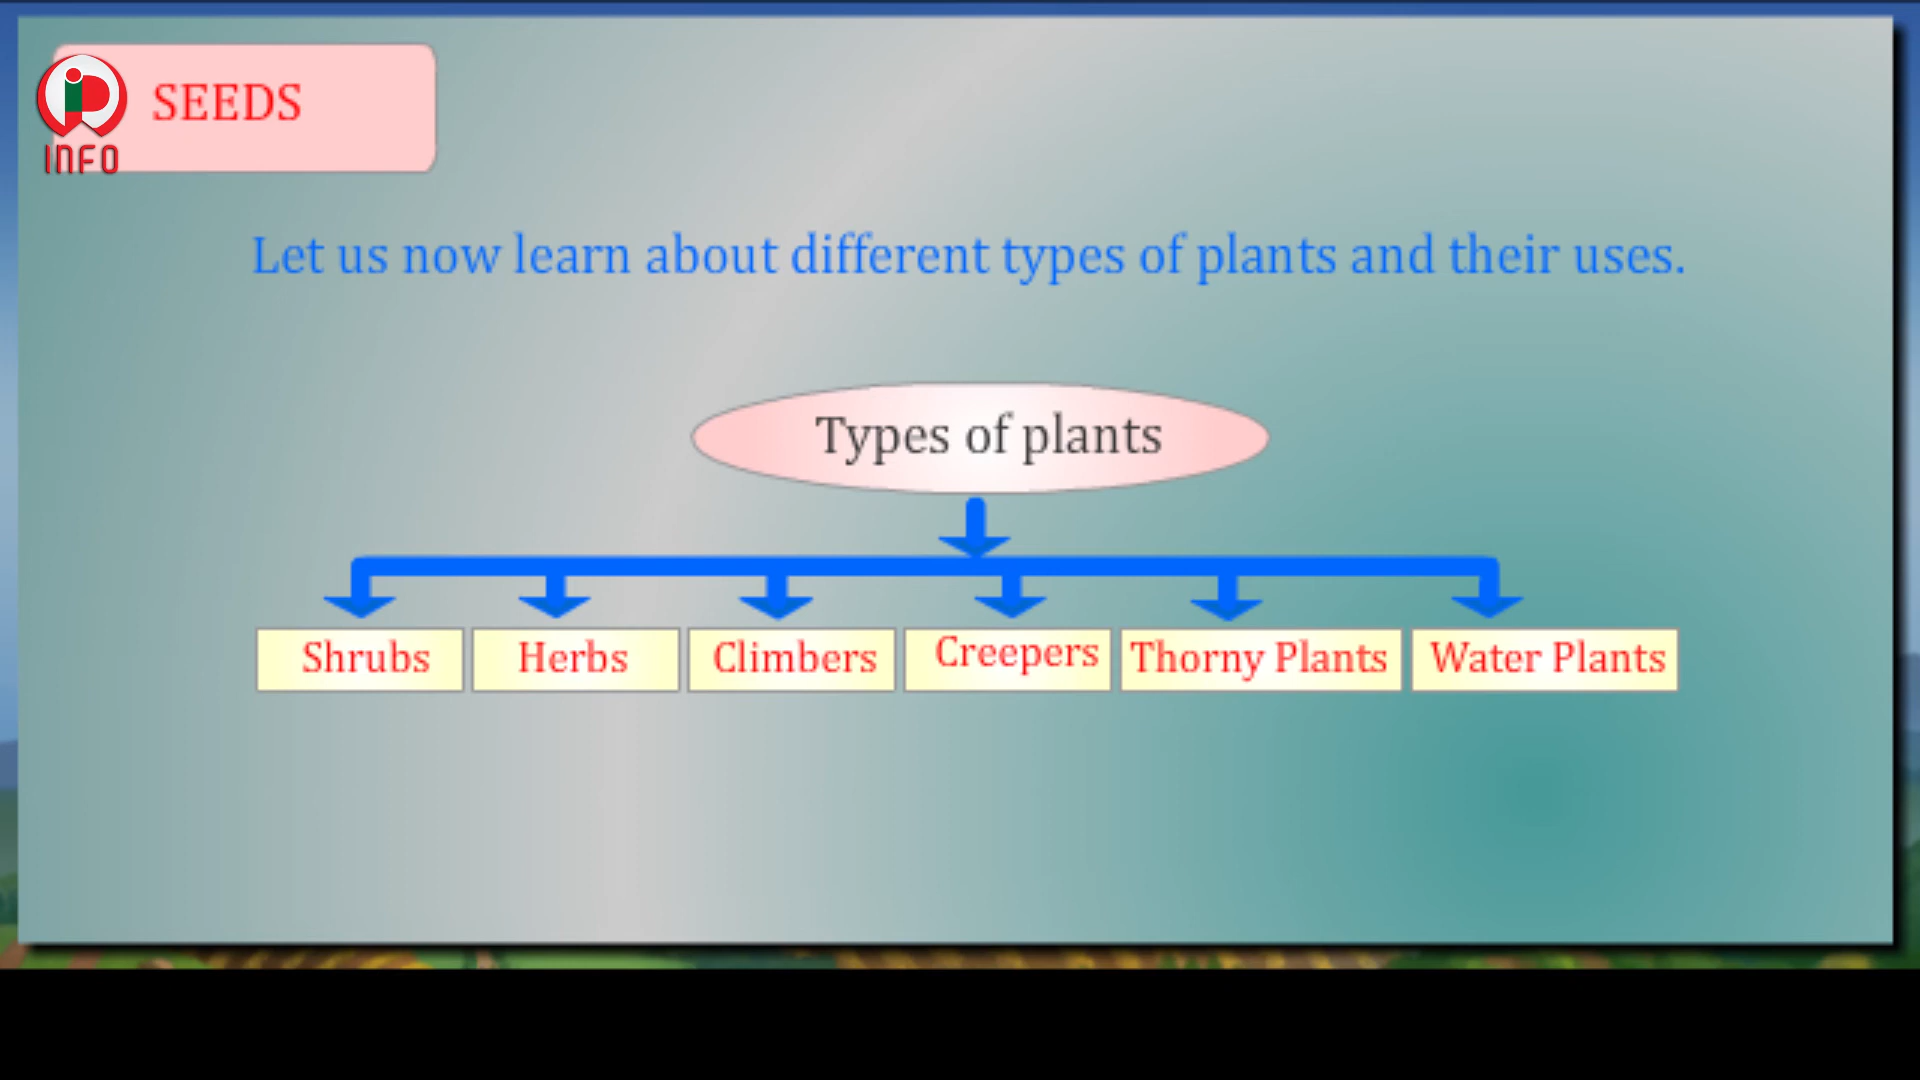 SEEDS
INFO
Let us now learn about different types of plants and their uses.
Types of plants
Shrubs
Herbs
Climbers
Creepers
Thorny Plants
Water Plants